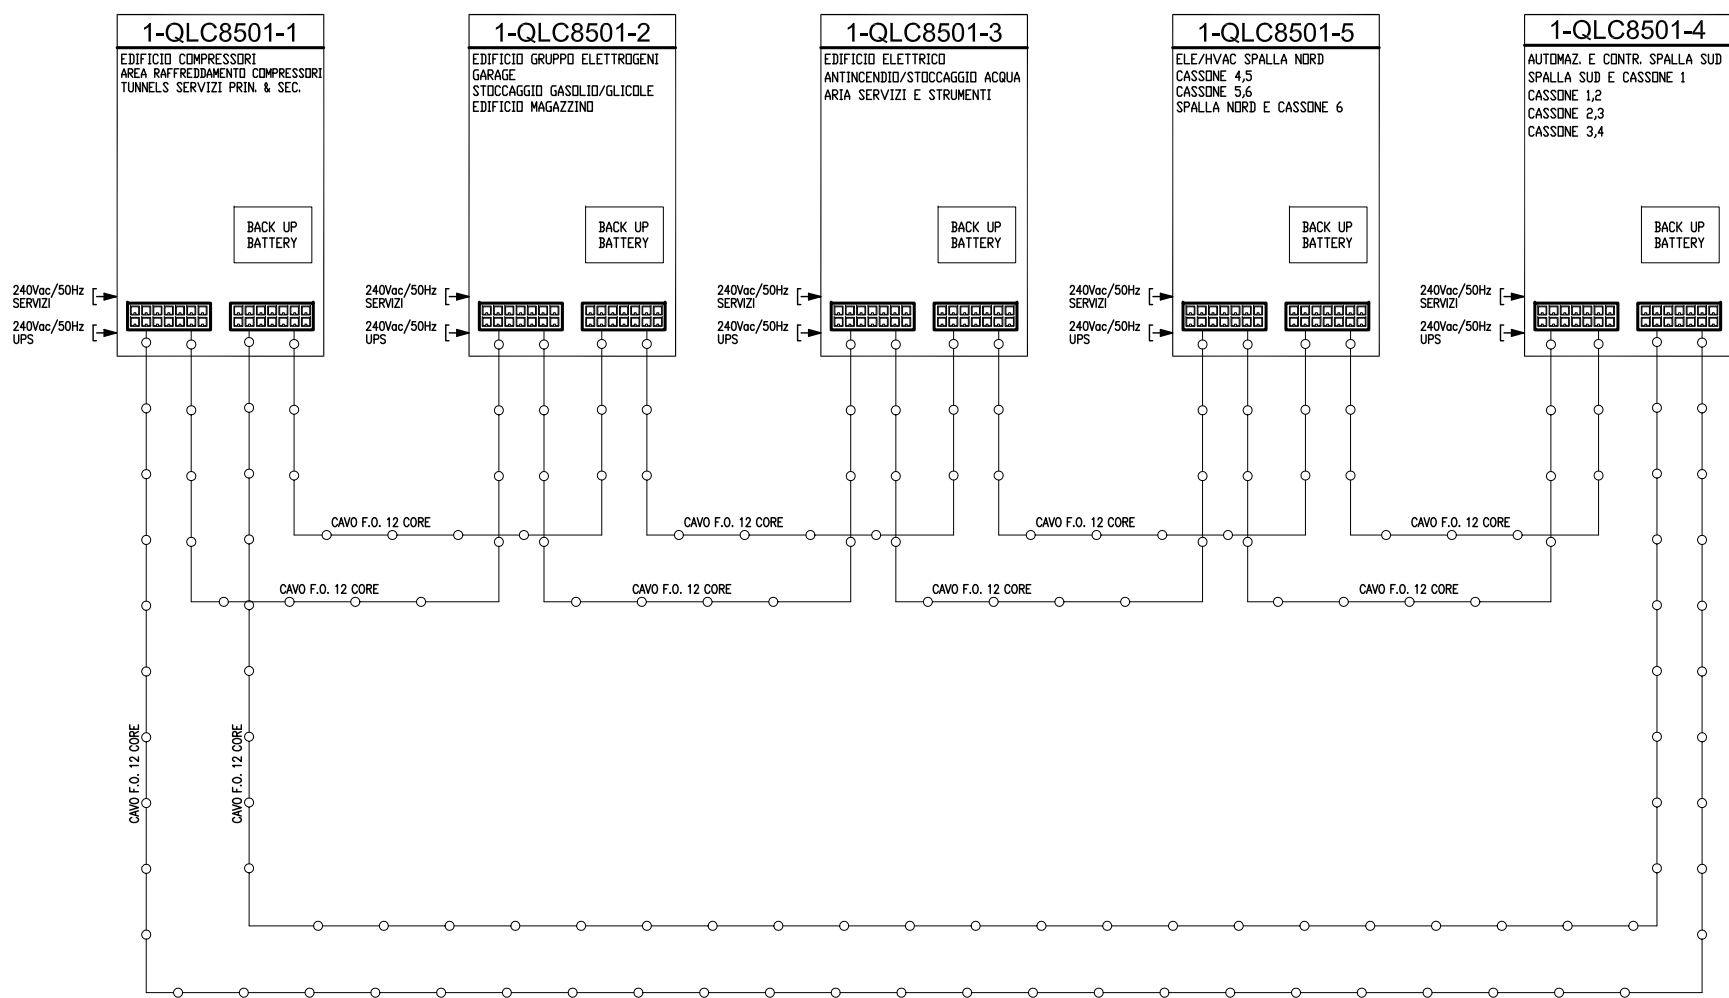 1-QLC8501-1
EDIFICIO COMPRESSORI
AREA RAFFREDDAMENTO COMPRESSORI
TUNNELS SERVIZI PRIN. & SEC.
BACK UP
BATTERY
240Vac/50Hz
SERVIZI
240Vac/50Hz
UPS
1-QLC8501-2
EDIFICIO GRUPPO ELETTROGENI
GARAGE
STOCCAGGIO GASOLIO/GLICOLE
EDIFICIO MAGAZZINO
BACK UP
BATTERY
240Vac/50Hz
SERVIZI
240Vac/50Hz
UPS
1-QLC8501-3
EDIFICIO ELETTRICO
ANTINCENDIO/STOCCAGGIO ACQUA
ARIA SERVIZI E STRUMENTI
BACK UP
BATTERY
240Vac/50Hz
SERVIZI
240Vac/50Hz
UPS
1-QLC8501-5
ELE/HVAC SPALLA NORD
CASSONE 4,5
CASSONE 5,6
SPALLA NORD E CASSONE 6
BACK UP
BATTERY
240Vac/50Hz
SERVIZI
240Vac/50Hz
UPS
1-QLC8501-4
AUTOMAZ. E CONTR. SPALLA SUD
SPALLA SUD E CASSONE 1
CASSONE 1,2
CASSONE 2,3
CASSONE 3,4
BACK UP
BATTERY
240Vac/50Hz
SERVIZI
240Vac/50Hz
UPS
CAVO F.O. 12 CORE
CAVO F.O. 12 CORE
CAVO F.O. 12 CORE
CAVO F.O. 12 CORE
CAVO F.O. 12 CORE
CAVO F.O. 12 CORE
CAVO F.O. 12 CORE
CAVO F.O. 12 CORE
CAVO F.O. 12 CORE
CAVO F.O. 12 CORE